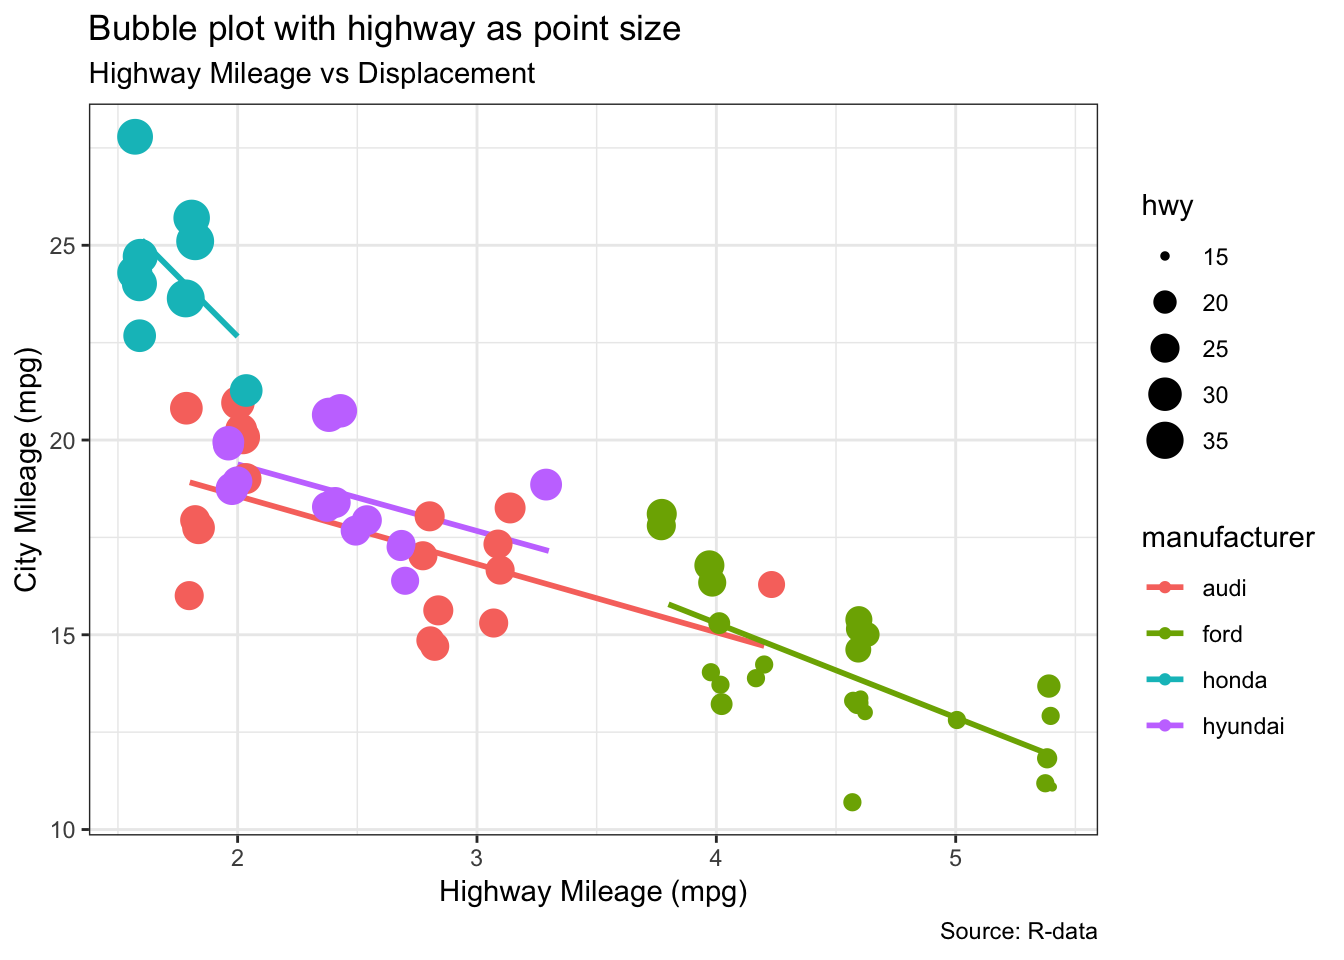 Bubble plot with highway as point size
Highway Mileage vs Displacement
City Mileage (mpg)
25
20
15
10
2 3 4 5
Highway Mileage (mpg)
Source: R-data
hwy
15
20
25
30
35
manufacturer
audi
ford
honda
hyundai